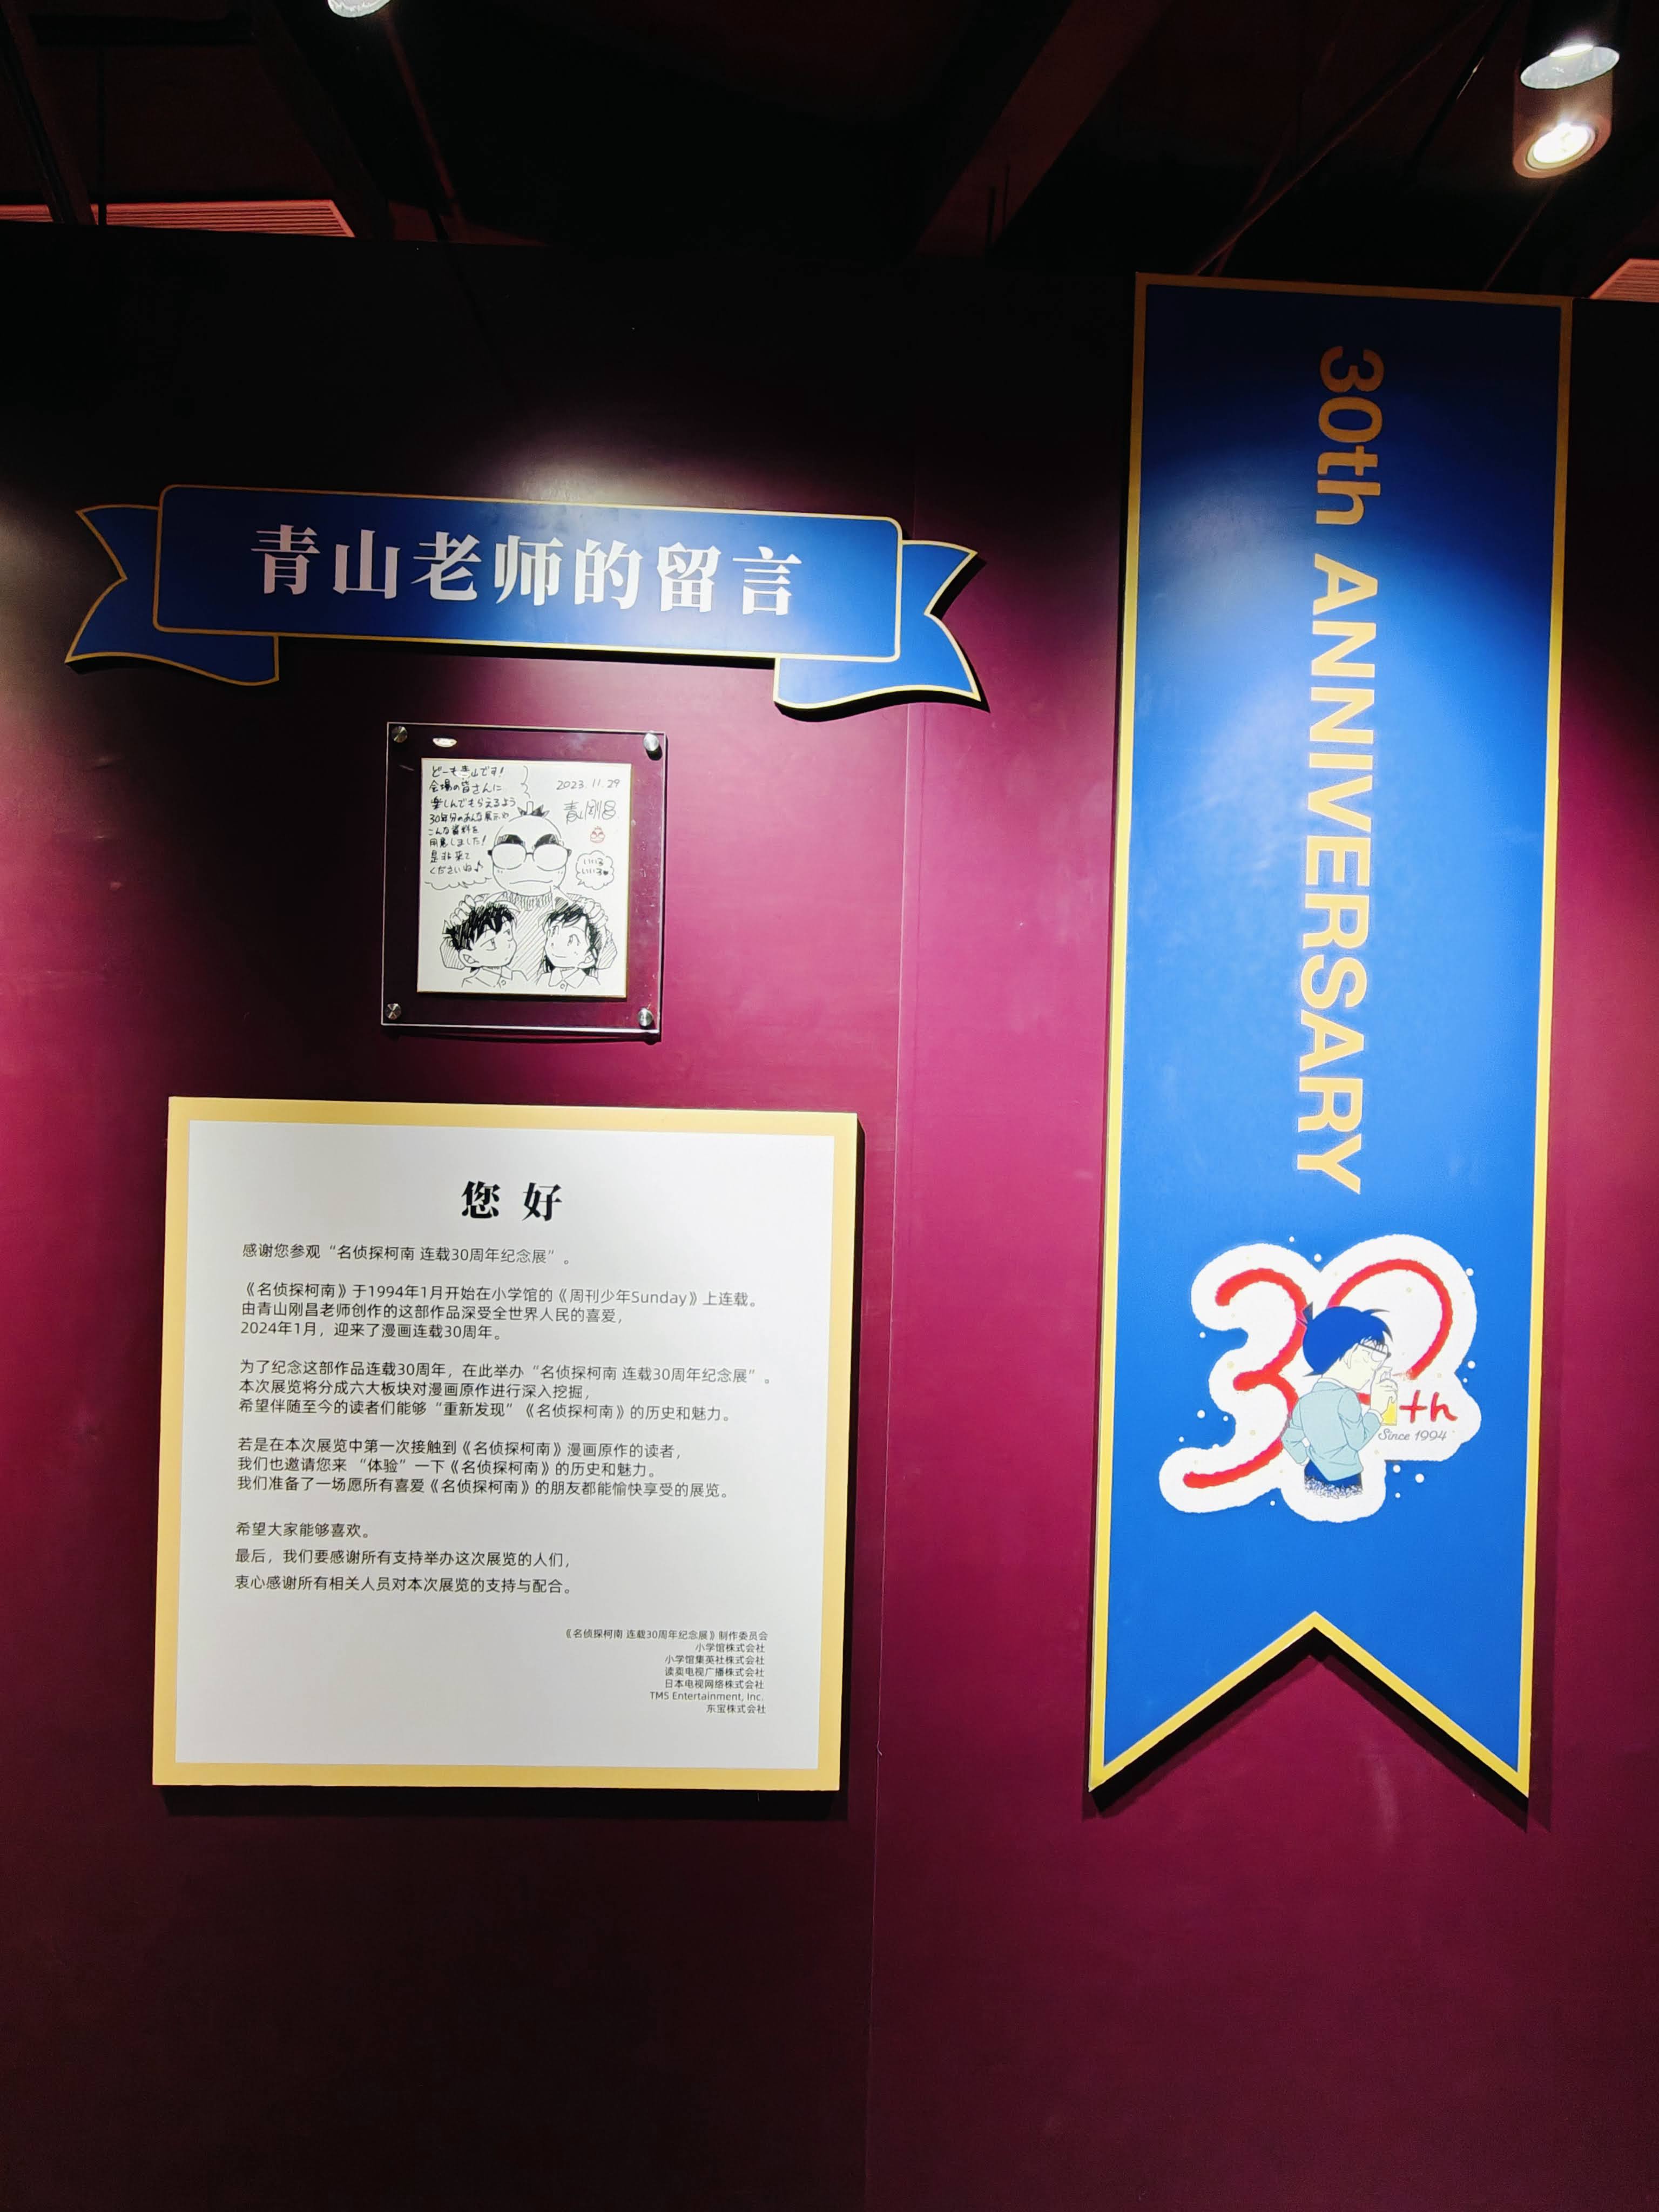 青山老师的留言
どーも青山です!
会場の皆さんに
楽しんでもらえるよう
30年分のあんな展示や
こんな資料を
用意しました!
是非来て
くださいね♪
2023.11.29
青山剛昌
いいる
いいる
您 好
感谢您参观“名侦探柯南 连载30周年纪念展”。
《名侦探柯南》于1994年1月开始在小学馆的《周刊少年Sunday》上连载。
由青山刚昌老师创作的这部作品深受全世界人民的喜爱，
2024年1月，迎来了漫画连载30周年。
为了纪念这部作品连载30周年，在此举办“名侦探柯南 连载30周年纪念展”。
本次展览将分成六大板块对漫画原作进行深入挖掘，
希望伴随至今的读者们能够“重新发现”《名侦探柯南》的历史和魅力。
若是在本次展览中第一次接触到《名侦探柯南》漫画原作的读者，
我们也邀请您来“体验”一下《名侦探柯南》的历史和魅力。
我们准备了一场愿所有喜爱《名侦探柯南》的朋友都能愉快享受的展览。
希望大家能够喜欢。
最后，我们要感谢所有支持举办这次展览的人们，
衷心感谢所有相关人员对本次展览的支持与配合。
《名侦探柯南 连载30周年纪念展》制作委员会
小学馆株式会社
小学馆集英社株式会社
读卖电视广播株式会社
日本电视网络株式会社
TMS Entertainment, Inc.
东宝株式会社
30th ANNIVERSARY
30th
Since 1994